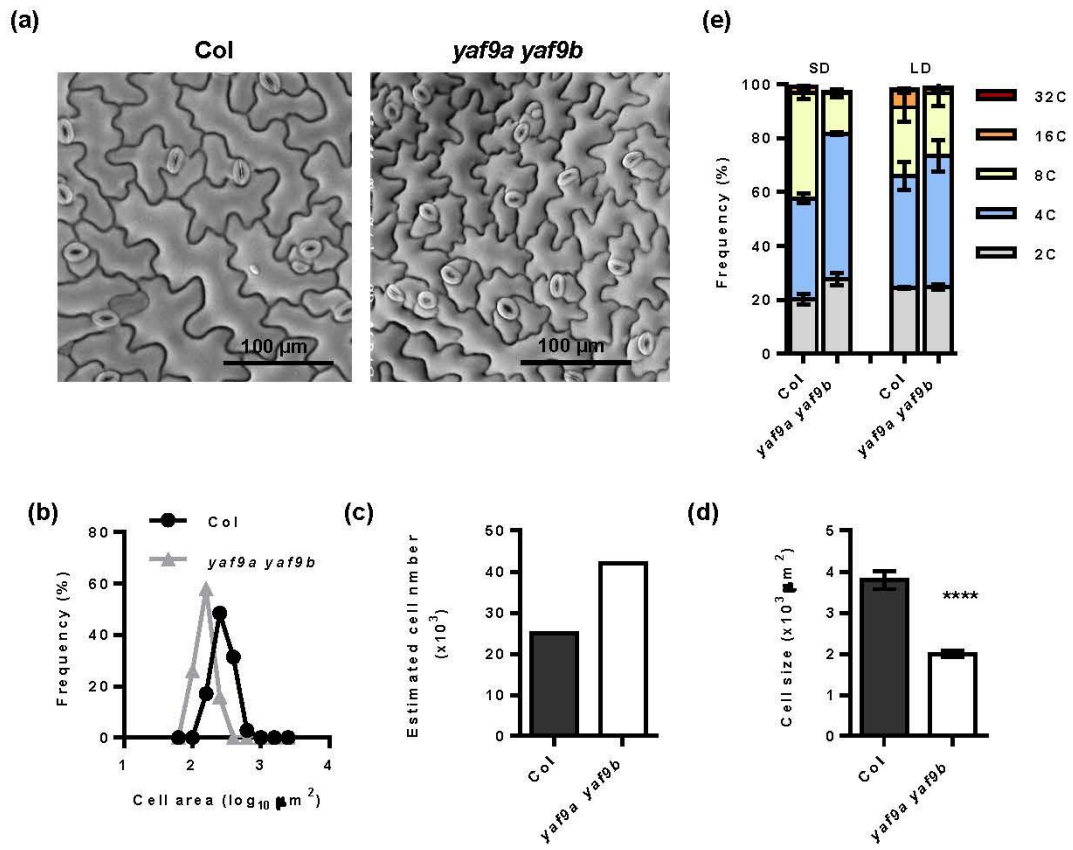 (a)
Col
yaf9a yaf9b
100 µm
100 µm
(e)
SD
LD
100
80
60
40
20
0
Frequency (%)
Col
yaf9a yaf9b
Col
yaf9a yaf9b
32C
16C
8C
4C
2C
(b)
Col
yaf9a yaf9b
80
60
40
20
0
Frequency (%)
1
2
3
4
Cell area (log10 µm2)
(c)
50
40
30
20
10
0
Estimated cell nmber
(x103)
Col
yaf9a yaf9b
(d)
5
4
3
2
1
0
Cell size (x103 µm2)
****
Col
yaf9a yaf9b